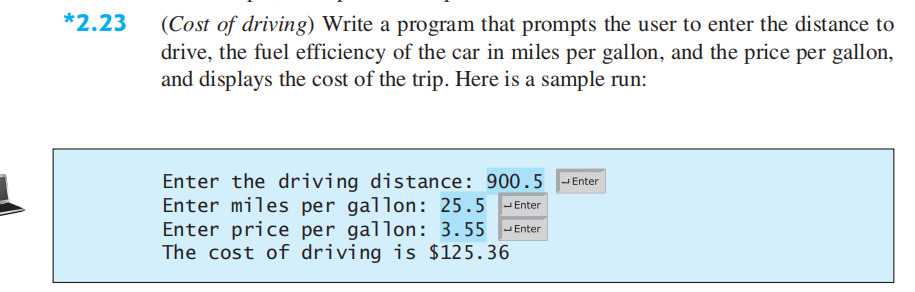 *2.23 (Cost of driving) Write a program that prompts the user to enter the distance to
drive, the fuel efficiency of the car in miles per gallon, and the price per gallon,
and displays the cost of the trip. Here is a sample run:
Enter the driving distance: 900.5 ↵Enter
Enter miles per gallon: 25.5 ↵Enter
Enter price per gallon: 3.55 ↵Enter
The cost of driving is $125.36